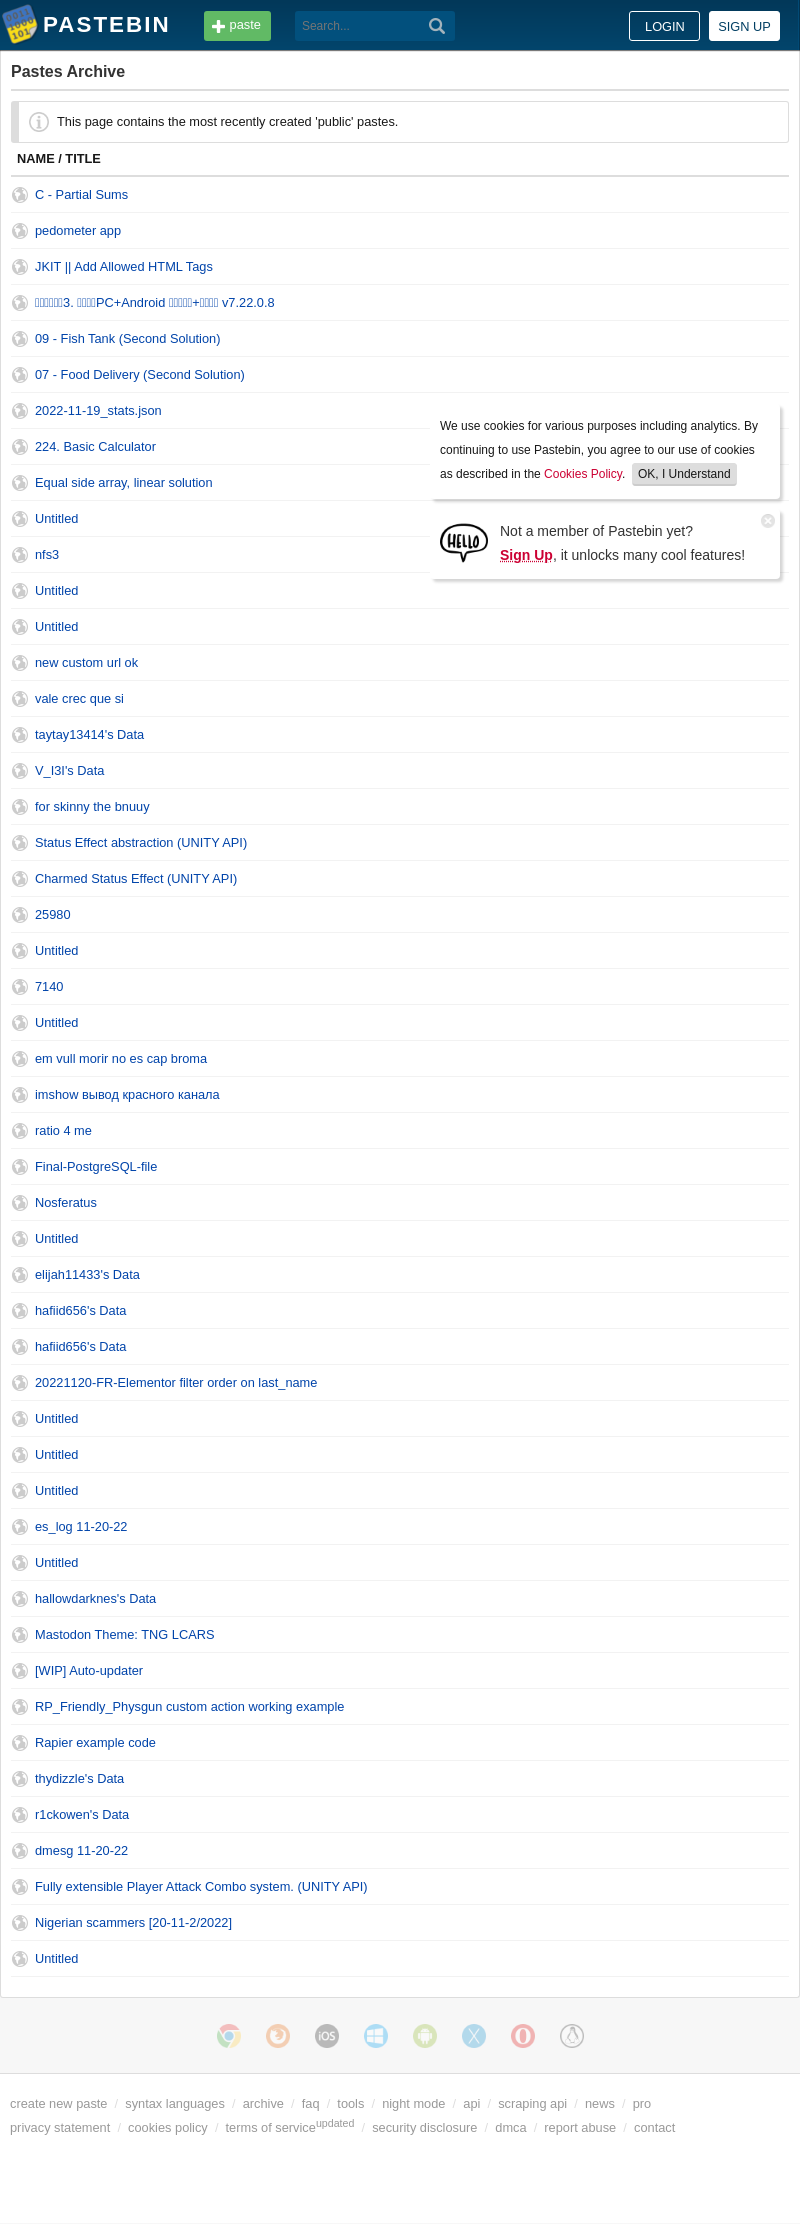 PASTEBIN
paste
Search...
LOGIN
SIGN UP
Pastes Archive
This page contains the most recently created 'public' pastes.
NAME / TITLE
C - Partial Sums
pedometer app
JKIT || Add Allowed HTML Tags
3. PC+Android + v7.22.0.8
09 - Fish Tank (Second Solution)
07 - Food Delivery (Second Solution)
2022-11-19_stats.json
224. Basic Calculator
Equal side array, linear solution
Untitled
nfs3
Untitled
Untitled
We use cookies for various purposes including analytics. By
continuing to use Pastebin, you agree to our use of cookies
as described in the Cookies Policy. OK, I Understand
HELLO
Not a member of Pastebin yet?
Sign Up, it unlocks many cool features!
new custom url ok
vale crec que si
taytay13414's Data
V_I3I's Data
for skinny the bnuuy
Status Effect abstraction (UNITY API)
Charmed Status Effect (UNITY API)
25980
Untitled
7140
Untitled
em vull morir no es cap broma
imshow вывод красного канала
ratio 4 me
Final-PostgreSQL-file
Nosferatus
Untitled
elijah11433's Data
hafiid656's Data
hafiid656's Data
20221120-FR-Elementor filter order on last_name
Untitled
Untitled
Untitled
es_log 11-20-22
Untitled
hallowdarknes's Data
Mastodon Theme: TNG LCARS
[WIP] Auto-updater
RP_Friendly_Physgun custom action working example
Rapier example code
thydizzle's Data
r1ckowen's Data
dmesg 11-20-22
Fully extensible Player Attack Combo system. (UNITY API)
Nigerian scammers [20-11-2/2022]
Untitled
iOS
create new paste / syntax languages / archive / faq / tools / night mode / api / scraping api / news / pro
privacy statement / cookies policy / terms of service updated / security disclosure / dmca / report abuse / contact